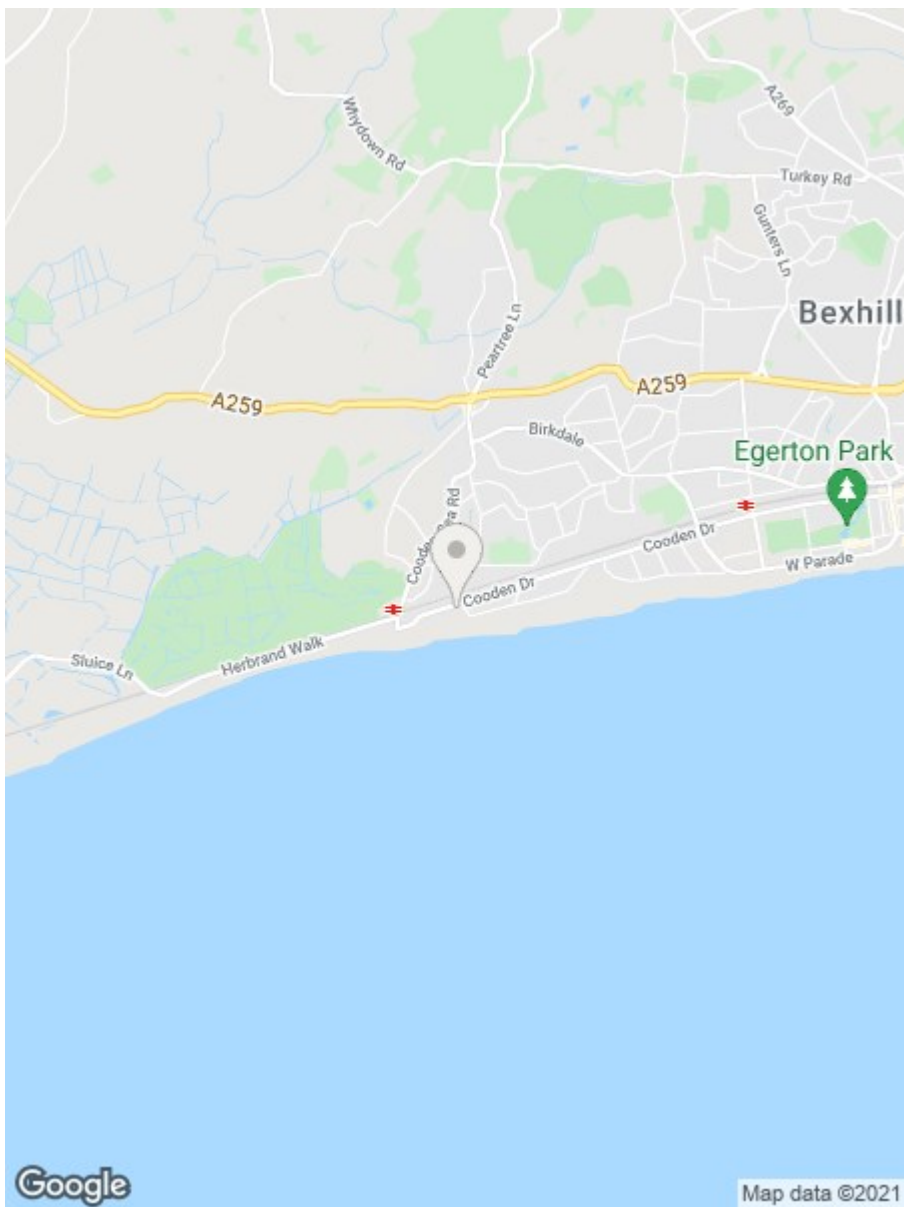 A269
Whydown Rd
Turkey Rd
Gunters Ln
Bexhill
Peartree Ln
A259
A259
Birkdale
Egerton Park
Cooden Dr
W Parade
Cooden Dr
Herbrand Walk
Sluice Ln
Google
Map data ©2021